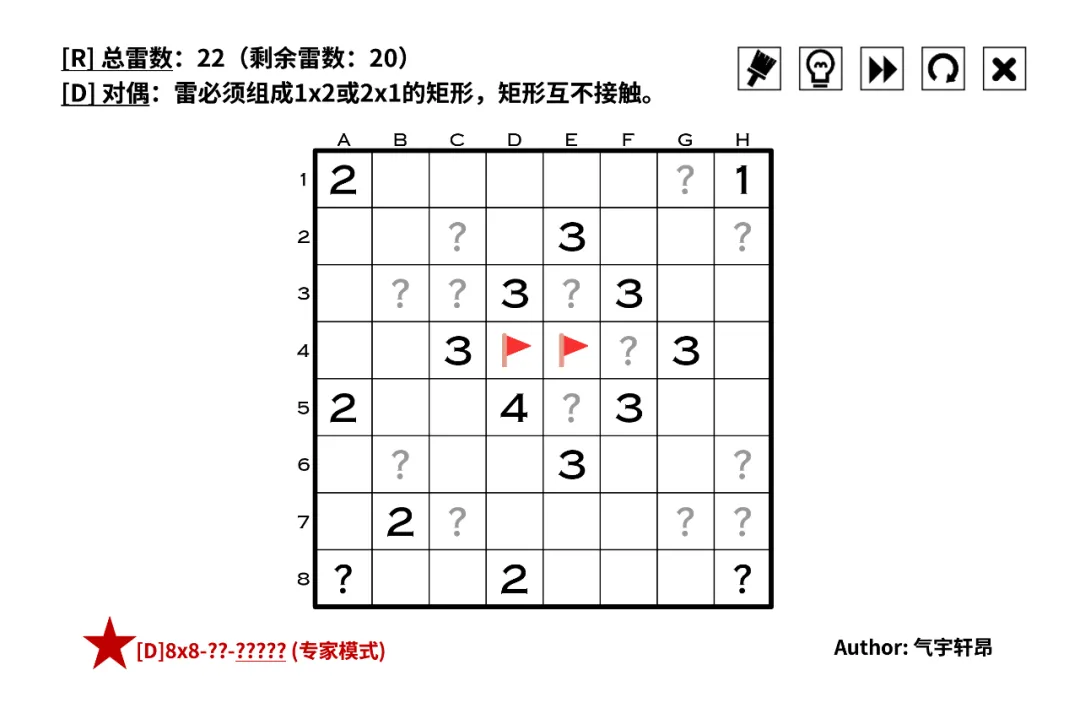 [R] 总雷数：22（剩余雷数：20）
[D] 对偶：雷必须组成1x2或2x1的矩形，矩形互不接触。
A B C D E F G H
1 2 ? 1
2 ? 3 ?
3 ? ? 3 ? 3
4 3 ? 3
5 2 4 ? 3
6 ? 3 ?
7 2 ? ? ?
8 ? 2 ?
[D]8x8-??-????? (专家模式)
Author: 气宇轩昂